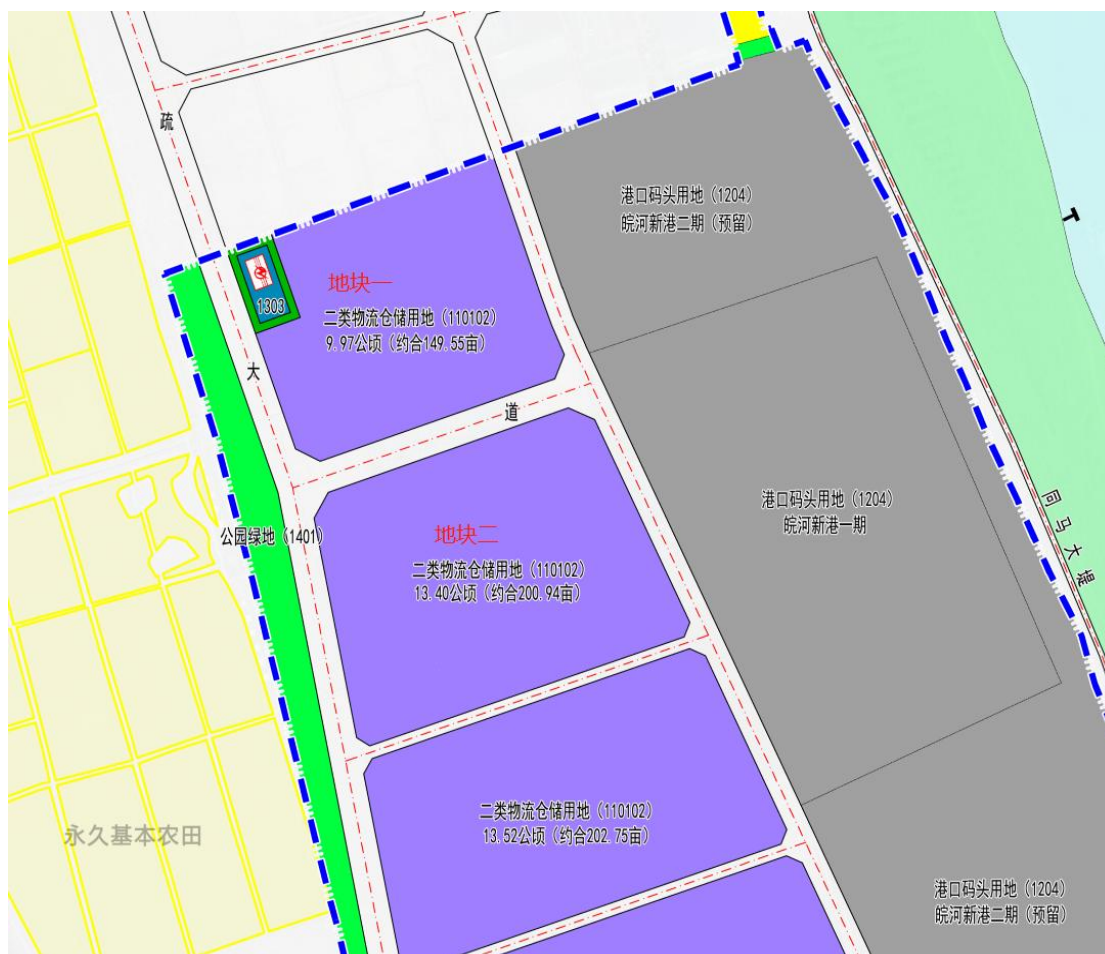 疏
港口码头用地（1204）
皖河新港二期（预留）
1303
地块一
二类物流仓储用地（110102）
9.97公顷（约合149.55亩）
大
道
港口码头用地（1204）
皖河新港一期
同马大堤
公园绿地（1401）
地块二
二类物流仓储用地（110102）
13.40公顷（约合200.94亩）
二类物流仓储用地（110102）
13.52公顷（约合202.75亩）
永久基本农田
港口码头用地（1204）
皖河新港二期（预留）